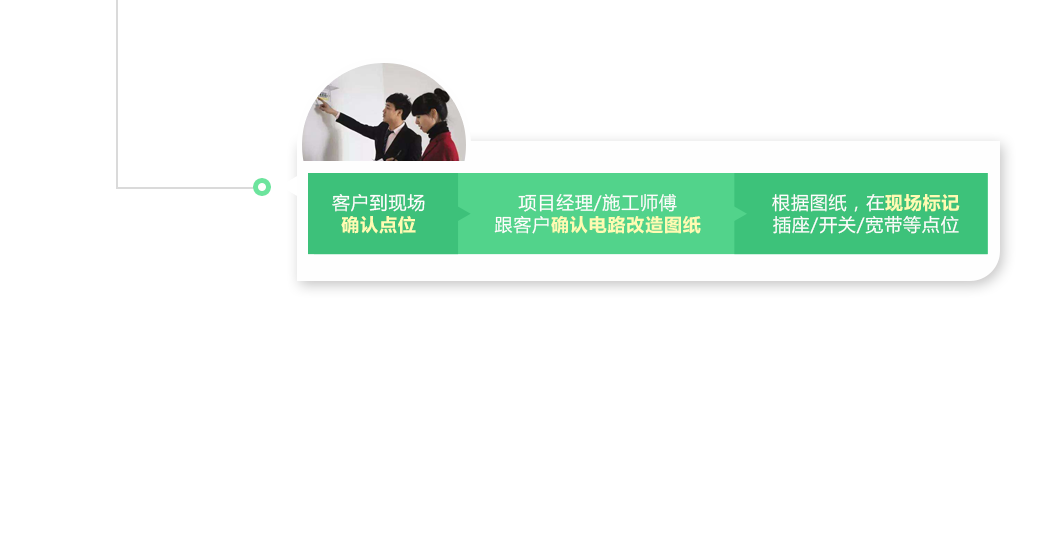 客户到现场
确认点位
项目经理/施工师傅
跟客户确认电路改造图纸
根据图纸，在现场标记
插座/开关/宽带等点位